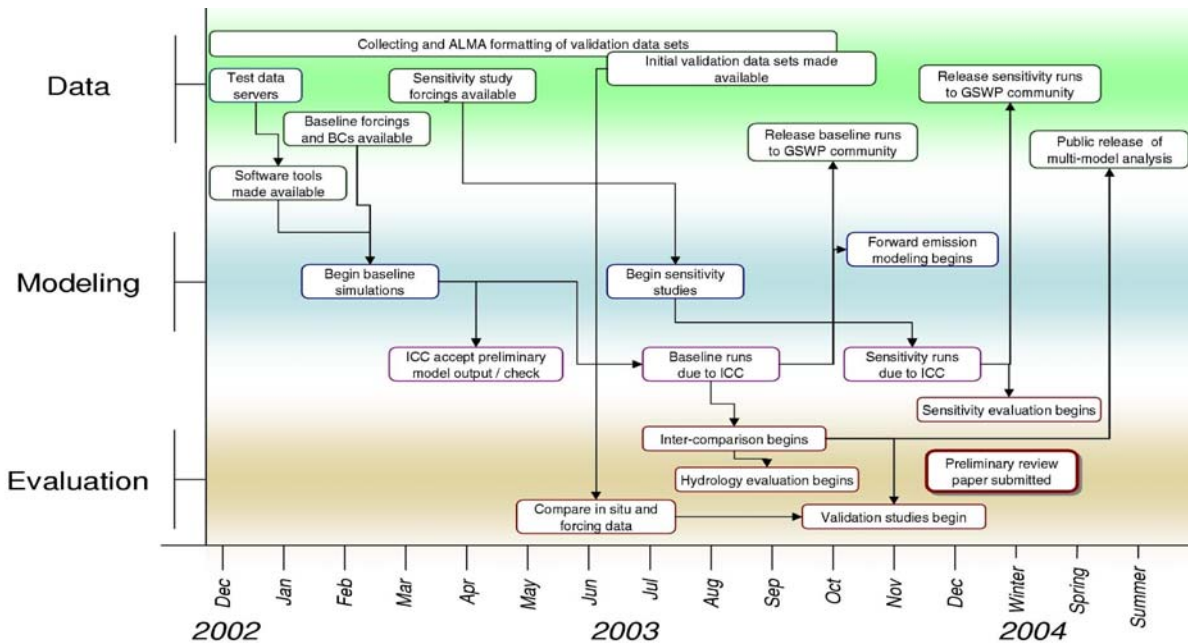 Collecting and ALMA formatting of validation data sets
Initial validation data sets made
available
Data
Test data
servers
Sensitivity study
forcings available
Release sensitivity runs
to GSWP community
Baseline forcings
and BCs available
Release baseline runs
to GSWP community
Public release of
multi-model analysis
Software tools
made available
Modeling
Forward emission
modeling begins
Begin baseline
simulations
Begin sensitivity
studies
ICC accept preliminary
model output / check
Baseline runs
due to ICC
Sensitivity runs
due to ICC
Sensitivity evaluation begins
Inter-comparison begins
Evaluation
Hydrology evaluation begins
Preliminary review
paper submitted
Compare in situ and
forcing data
Validation studies begin
Dec
Jan
Feb
Mar
Apr
May
Jun
Jul
Aug
Sep
Oct
Nov
Dec
Winter
Spring
Summer
2002
2003
2004